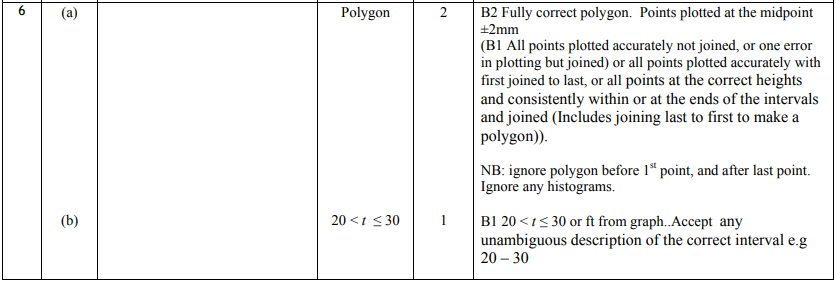 6 (a) Polygon 2 B2 Fully correct polygon. Points plotted at the midpoint
±2mm
(B1 All points plotted accurately not joined, or one error
in plotting but joined) or all points plotted accurately with
first joined to last, or all points at the correct heights
and consistently within or at the ends of the intervals
and joined (Includes joining last to first to make a
polygon)).
NB: ignore polygon before 1st point, and after last point.
Ignore any histograms.
(b) 20 < t ≤ 30 1 B1 20 < t ≤ 30 or ft from graph..Accept any
unambiguous description of the correct interval e.g
20 – 30